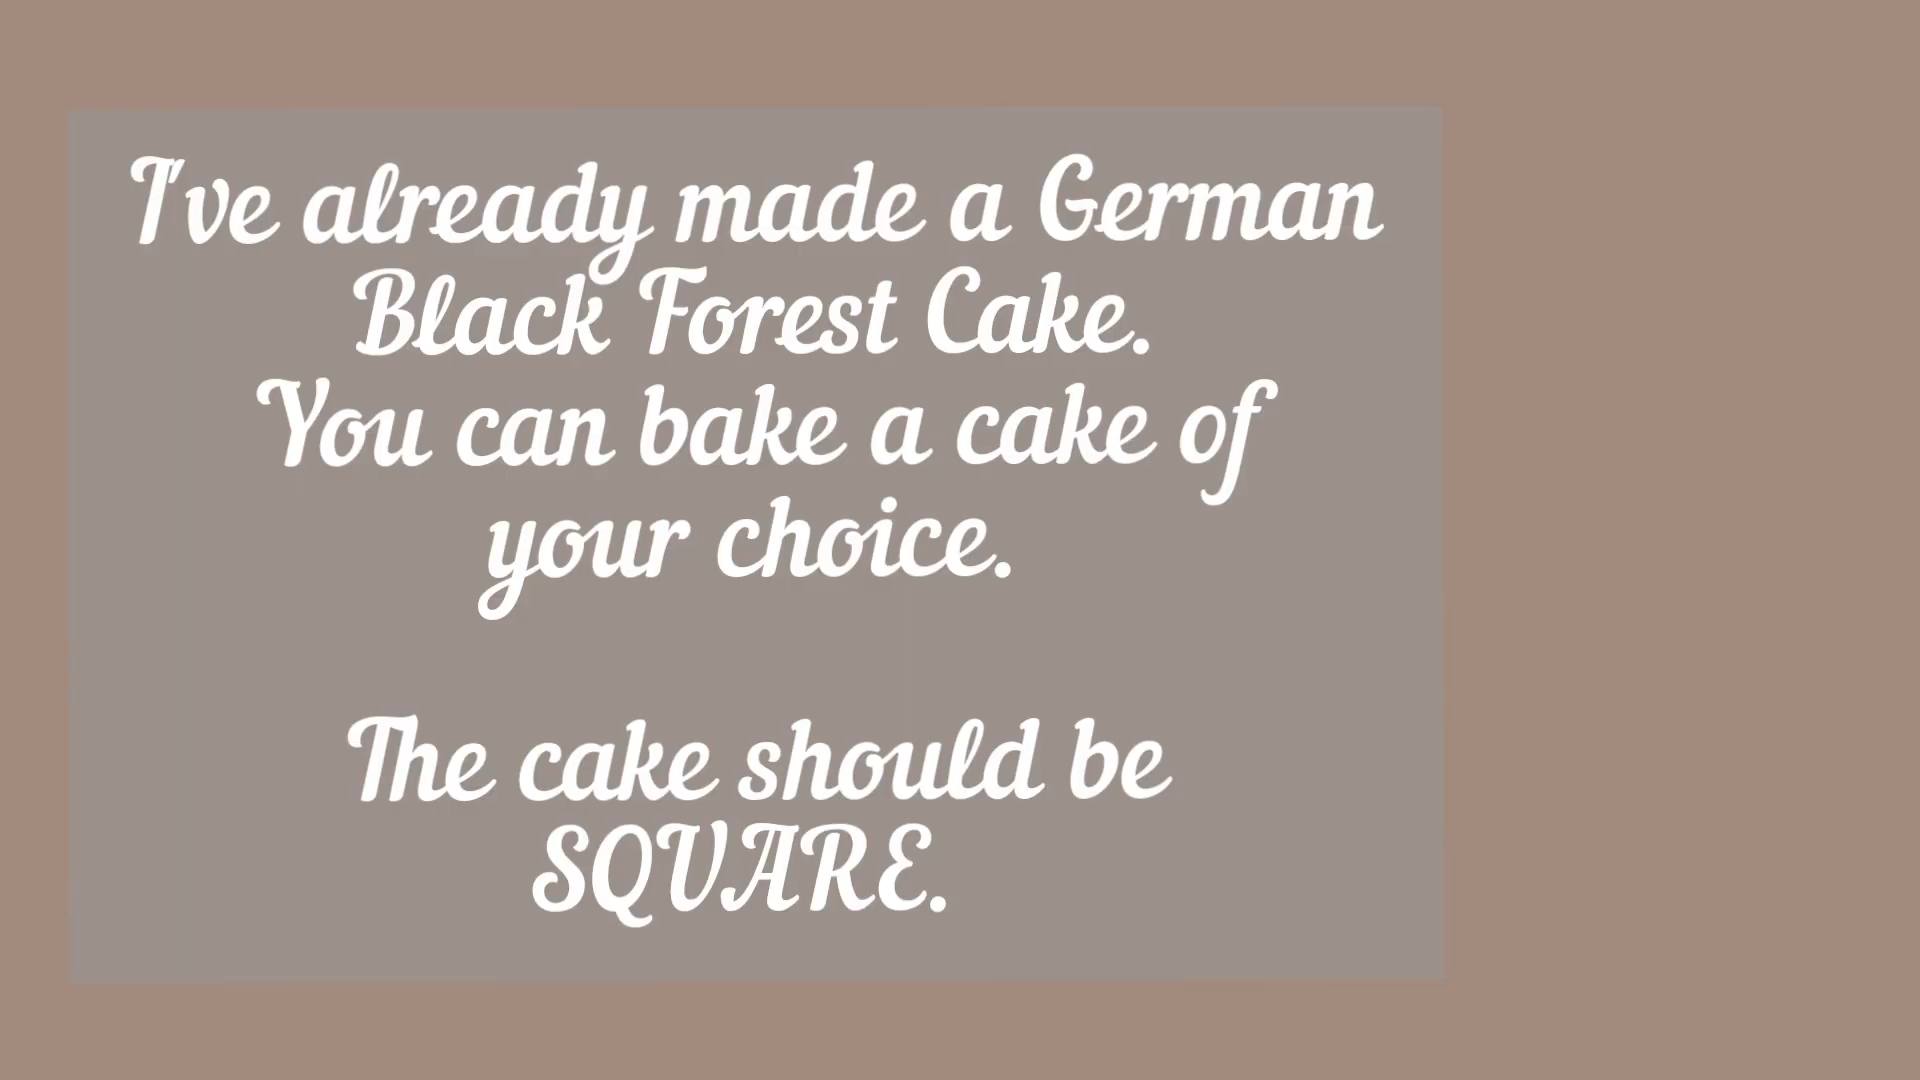 I've already made a German
Black Forest Cake.
You can bake a cake of
your choice.
The cake should be
SQUARE.